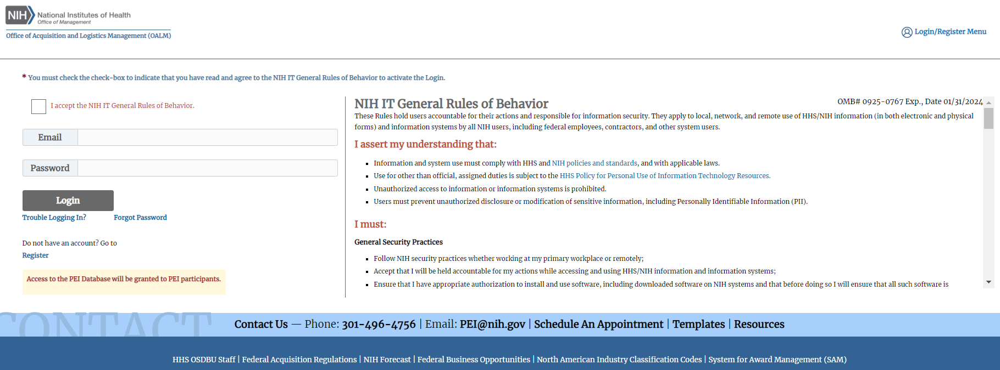 NIH National Institutes of Health
Office of Management
Office of Acquisition and Logistics Management (OALM)
Login/Register Menu
* You must check the check-box to indicate that you have read and agree to the NIH IT General Rules of Behavior to activate the Login.
I accept the NIH IT General Rules of Behavior.
Email
Password
Login
Trouble Logging In? Forgot Password
Do not have an account? Go to
Register
Access to the PEI Database will be granted to PEI participants.
NIH IT General Rules of Behavior
OMB# 0925-0767 Exp., Date 01/31/2024
These Rules hold users accountable for their actions and responsible for information security. They apply to local, network, and remote use of HHS/NIH information (in both electronic and physical
forms) and information systems by all NIH users, including federal employees, contractors, and other system users.
I assert my understanding that:
▪ Information and system use must comply with HHS and NIH policies and standards, and with applicable laws.
▪ Use for other than official, assigned duties is subject to the HHS Policy for Personal Use of Information Technology Resources.
▪ Unauthorized access to information or information systems is prohibited.
▪ Users must prevent unauthorized disclosure or modification of sensitive information, including Personally Identifiable Information (PII).
I must:
General Security Practices
▪ Follow NIH security practices whether working at my primary workplace or remotely;
▪ Accept that I will be held accountable for my actions while accessing and using HHS/NIH information and information systems;
▪ Ensure that I have appropriate authorization to install and use software, including downloaded software on NIH systems and that before doing so I will ensure that all such software is
CONTACT
Contact Us — Phone: 301-496-4756 | Email: PEI@nih.gov | Schedule An Appointment | Templates | Resources
HHS OSDBU Staff | Federal Acquisition Regulations | NIH Forecast | Federal Business Opportunities | North American Industry Classification Codes | System for Award Management (SAM)